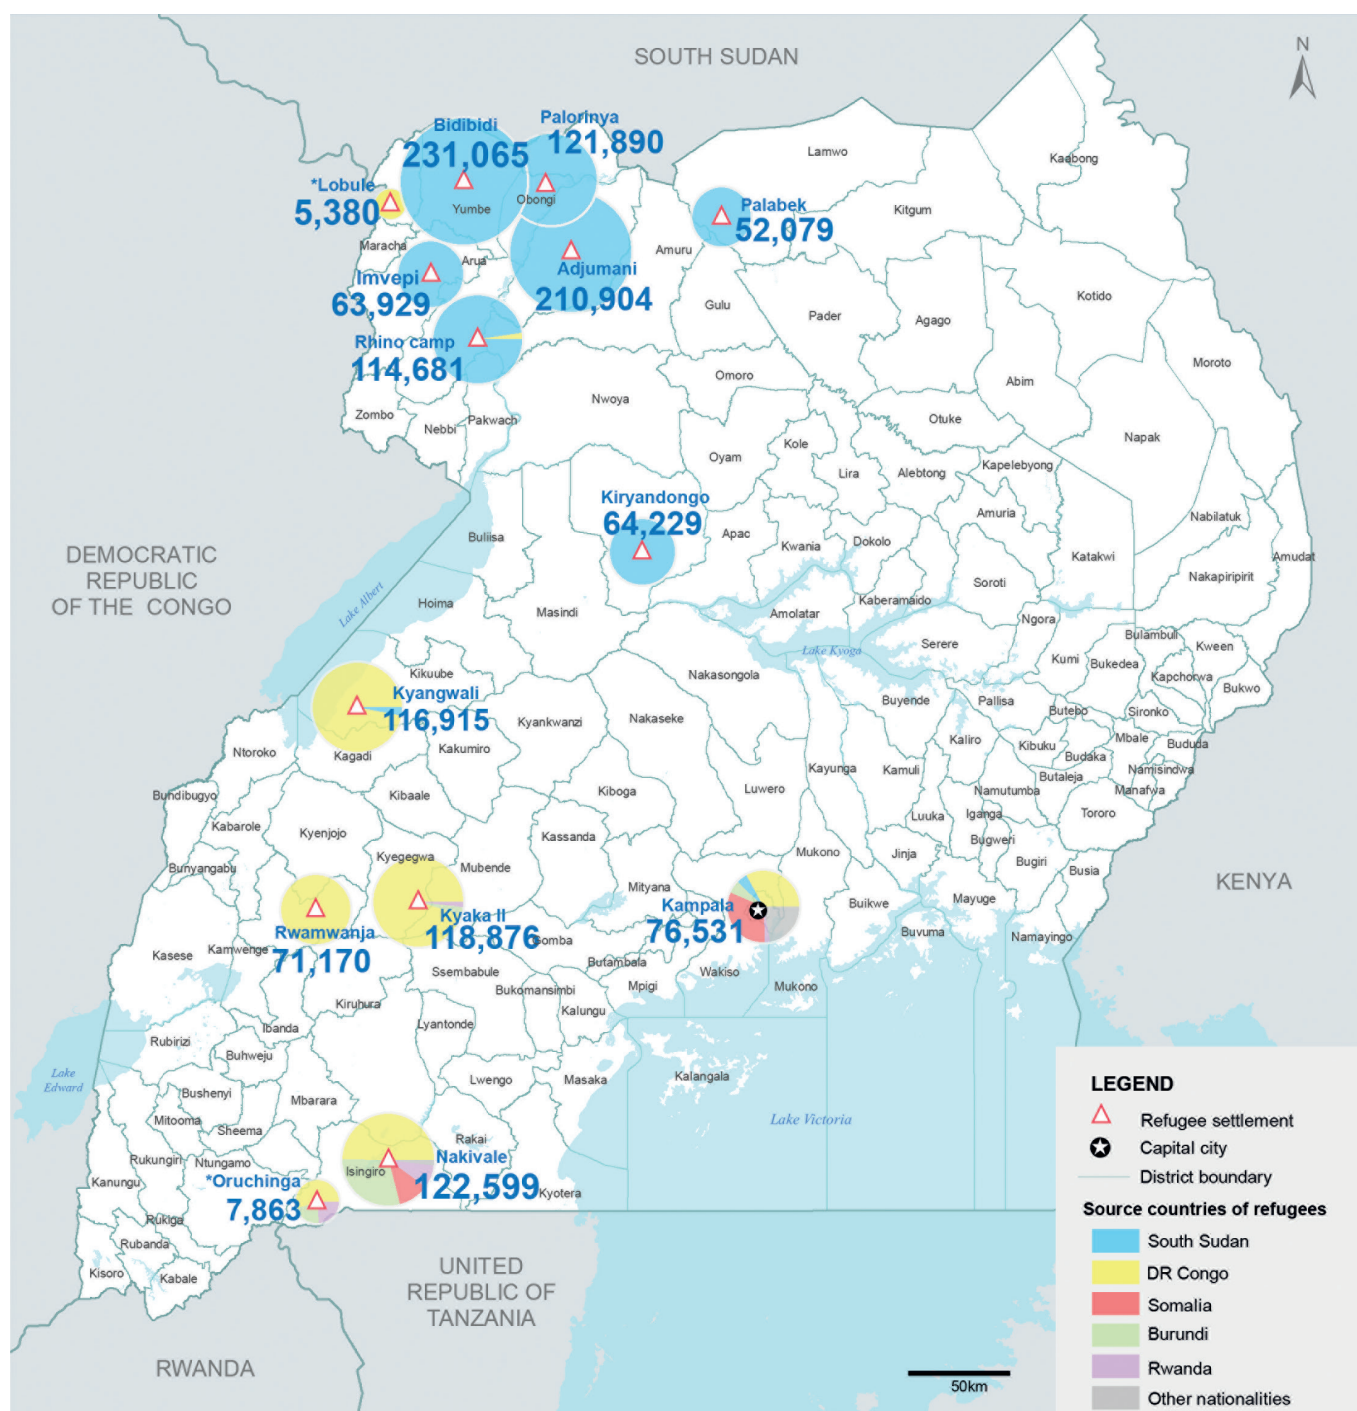 SOUTH SUDAN
N
Bidibidi
231,065
Palorinya
121,890
*Lobule
5,380
Yumbe
Obongi
Palabek
52,079
Lamwo
Kaabong
Kitgum
Maracha
Arua
Imvepi
63,929
Adjumani
210,904
Amuru
Gulu
Pader
Agago
Kotido
Rhino camp
114,681
Moroto
Omoro
Abim
Zombo
Nebbi
Pakwach
Nwoya
Otuke
Napak
Kole
Oyam
Lira
Alebtong
Kapelebyong
Kiryandongo
64,229
Amuria
Nabilatuk
Buliisa
Apac
Kwania
Dokolo
Katakwi
Amudat
Nakapiripirit
DEMOCRATIC
REPUBLIC
OF THE CONGO
Lake Albert
Hoima
Masindi
Soroti
Kaberamaido
Amolatar
Ngora
Lake Kyoga
Serere
Bulambuli
Kween
Kumi
Bukedea
Kapchorwa
Bukwo
Kikuube
Nakasongola
Kyangwali
116,915
Buyende
Pallisa
Butebo
Sironko
Kyankwanzi
Nakaseke
Kaliro
Kibuku
Mbale
Bududa
Budaka
Ntoroko
Kagadi
Kakumiro
Kayunga
Kamuli
Butaleja
Namisindwa
Manafwa
Bundibugyo
Kibaale
Kiboga
Luwero
Namutumba
Kabarole
Kyenjojo
Kassanda
Luuka
Iganga
Tororo
Bugweri
Bunyangabu
Kyegegwa
Mubende
Mukono
Jinja
Bugiri
Busia
KENYA
Mityana
Kampala
76,531
Buikwe
Mayuge
Kyaka II
118,876
Rwamwanja
71,170
Gomba
Buvuma
Namayingo
Kasese
Kamwenge
Butambala
Wakiso
Ssembabule
Bukomansimbi
Mpigi
Mukono
Kiruhura
Kalungu
Lyantonde
Ibanda
Rubirizi
Buhweju
Lake
Edward
Lwengo
Masaka
Kalangala
Bushenyi
Mbarara
Mitooma
Sheema
Lake Victoria
Rakai
Nakivale
122,599
Rukungiri
Ntungamo
Isingiro
Kanungu
*Oruchinga
7,863
Kyotera
Rukiga
Rubanda
Kisoro
Kabale
UNITED
REPUBLIC OF
TANZANIA
RWANDA
50km
LEGEND
Refugee settlement
Capital city
District boundary
Source countries of refugees
South Sudan
DR Congo
Somalia
Burundi
Rwanda
Other nationalities